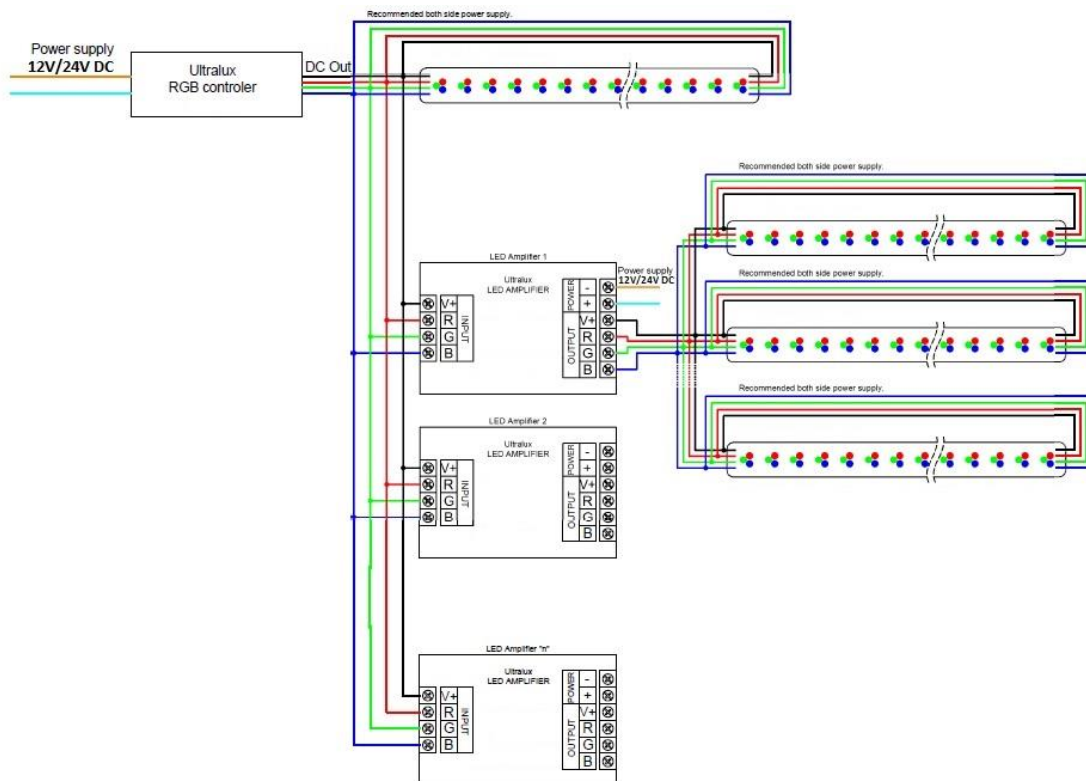 Recommended both side power supply.
Power supply
12V/24V DC
DC Out
Ultralux
RGB controler
Recommended both side power supply.
LED Amplifier 1
Ultralux
LED AMPLIFIER
Power supply
12V/24V DC
POWER
-
+
INPUT
V+
R
G
B
OUTPUT
V+
R
G
B
Recommended both side power supply.
Recommended both side power supply.
LED Amplifier 2
Ultralux
LED AMPLIFIER
POWER
-
+
INPUT
V+
R
G
B
OUTPUT
V+
R
G
B
LED Amplifier "n"
Ultralux
LED AMPLIFIER
POWER
-
+
INPUT
V+
R
G
B
OUTPUT
V+
R
G
B